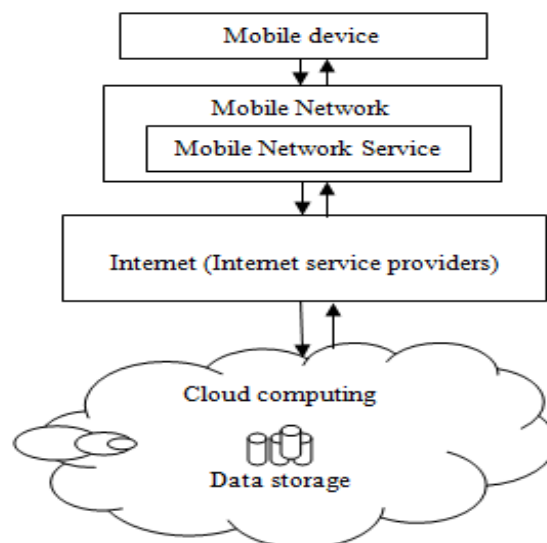 Mobile device
Mobile Network
Mobile Network Service
Internet (Internet service providers)
Cloud computing
Data storage